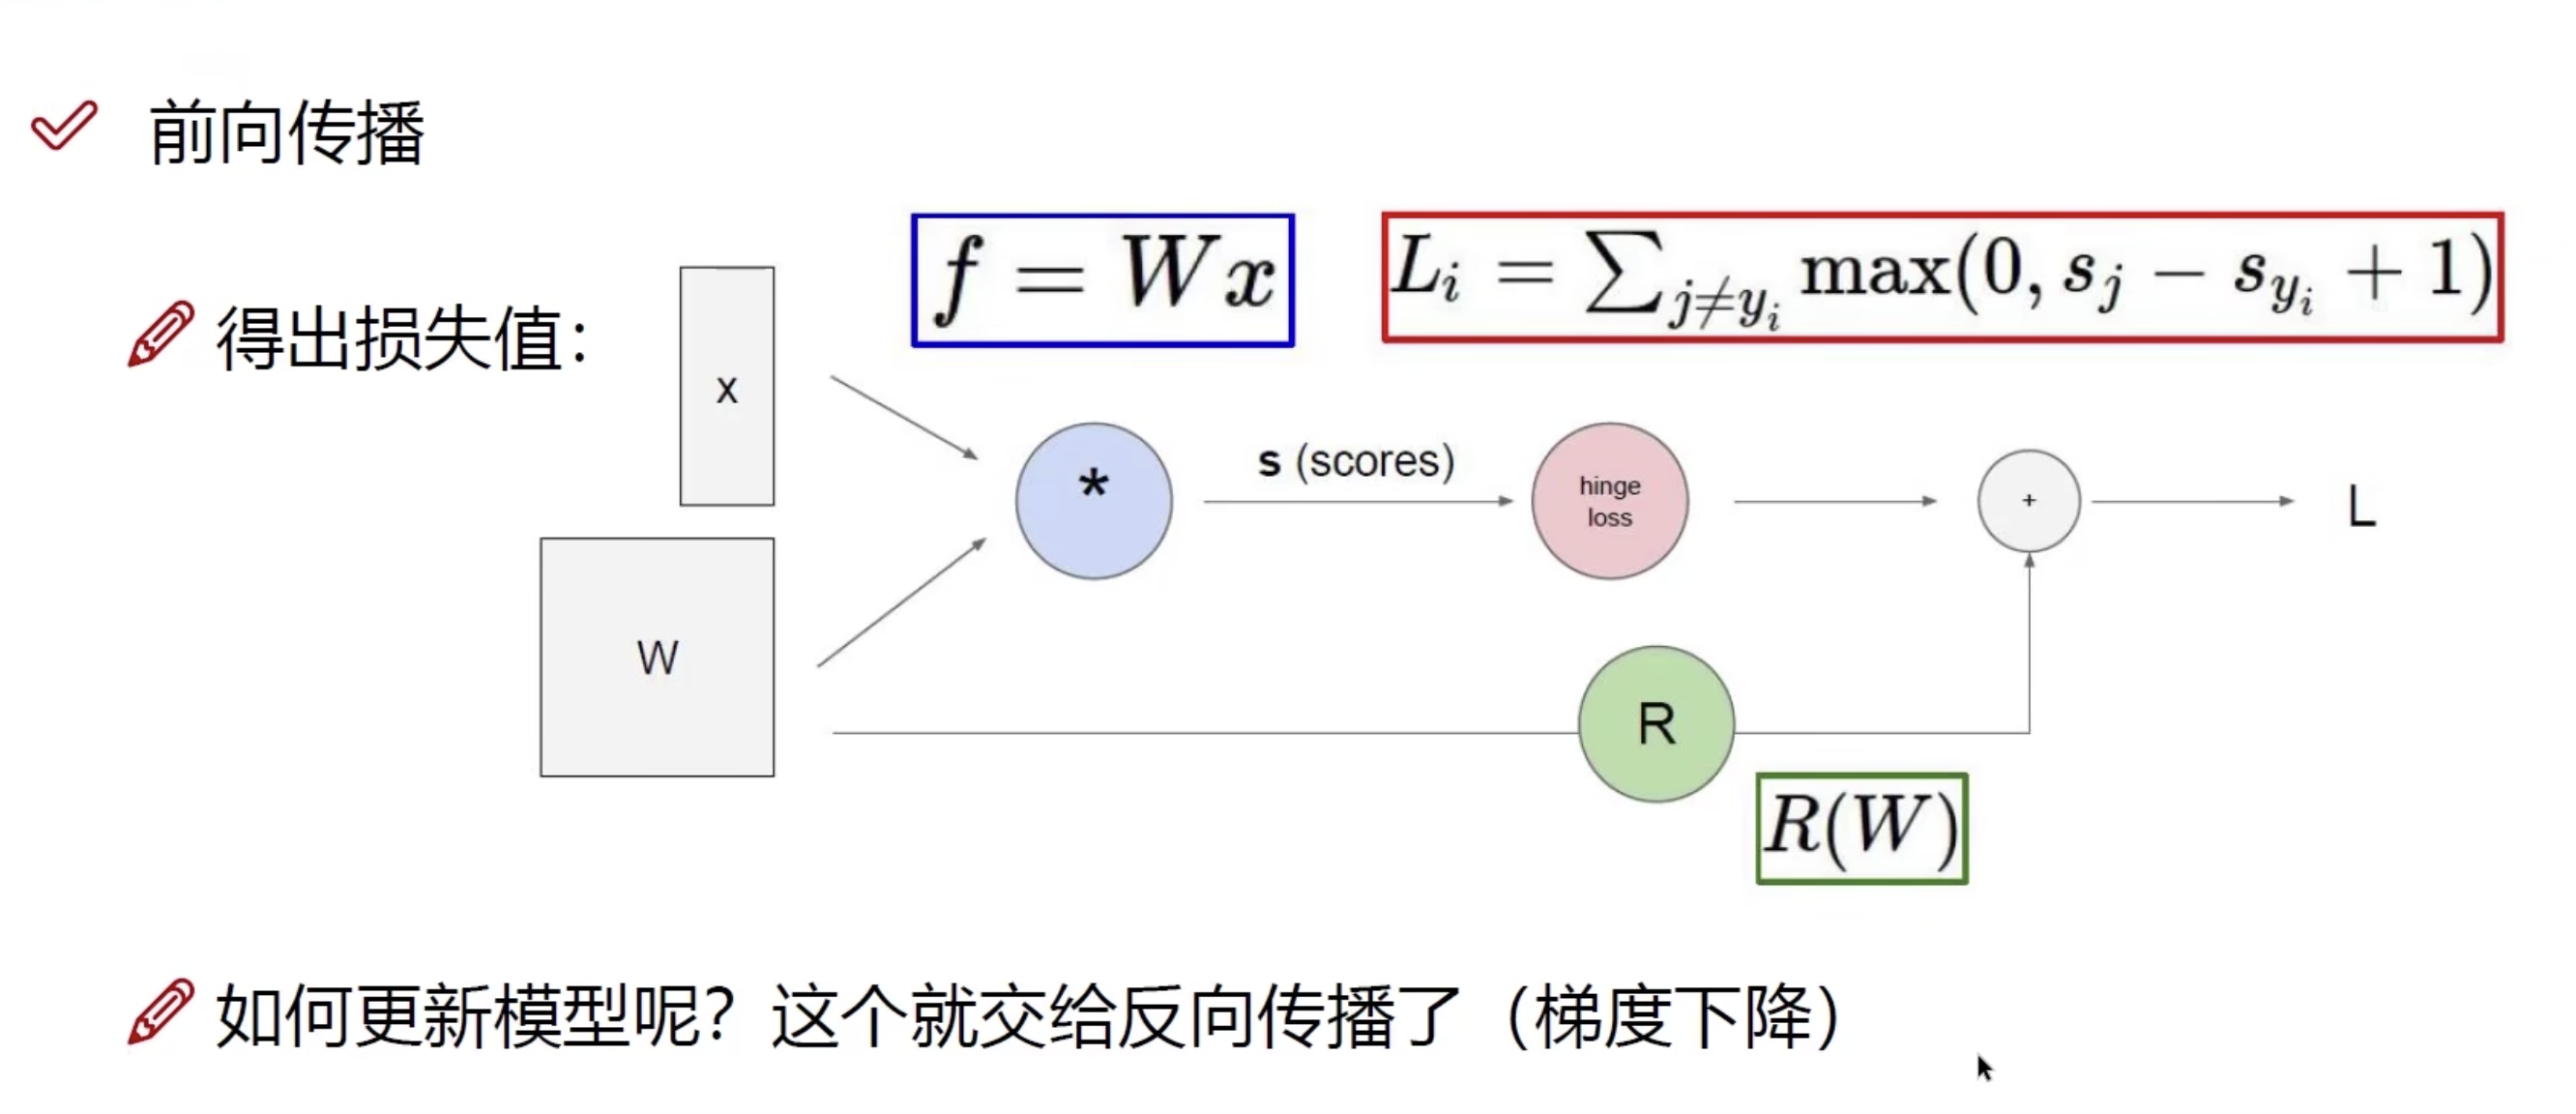 前向传播
f = Wx
L_i = ∑_{j≠y_i} max(0, s_j − s_{y_i} + 1)
得出损失值：
x
*
s (scores)
hinge
loss
+
L
W
R
R(W)
如何更新模型呢？这个就交给反向传播了（梯度下降）